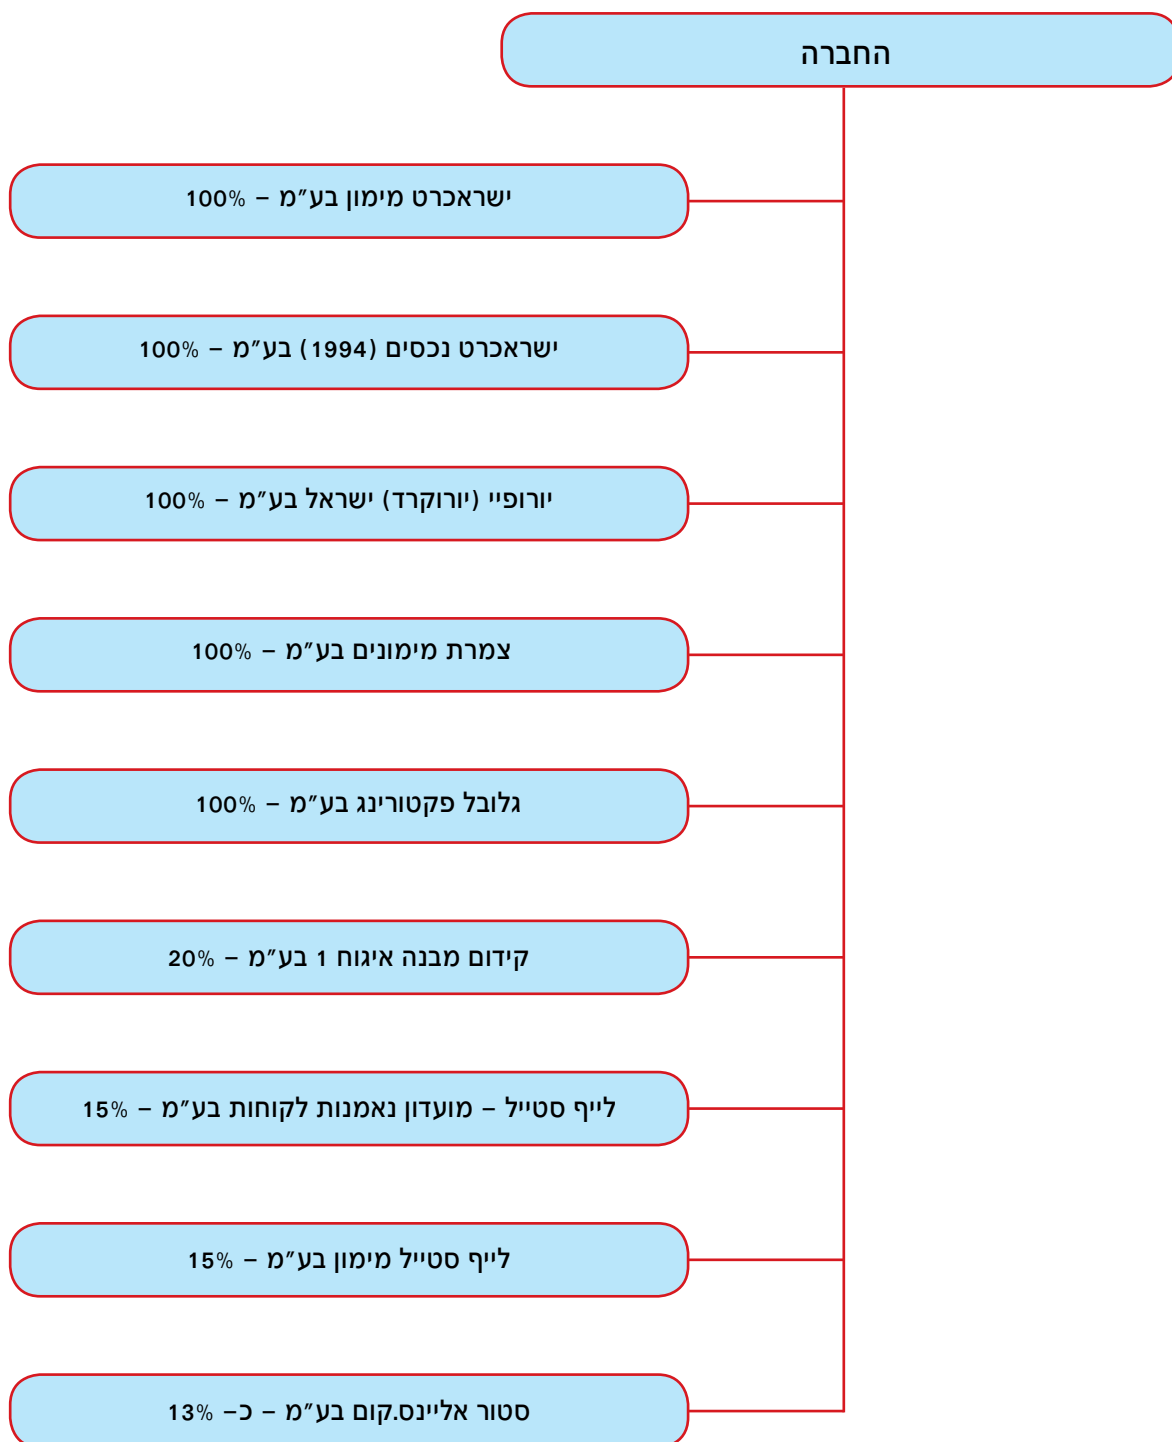 החברה
ישראכרט מימון בע"מ – 100%
ישראכרט נכסים (1994) בע"מ – 100%
יורופיי (יורוקרד) ישראל בע"מ – 100%
צמרת מימונים בע"מ – 100%
גלובל פקטורינג בע"מ – 100%
קידום מבנה איגוח 1 בע"מ – 20%
לייף סטייל – מועדון נאמנות לקוחות בע"מ – 15%
לייף סטייל מימון בע"מ – 15%
סטור אליינס.קום בע"מ – כ– 13%